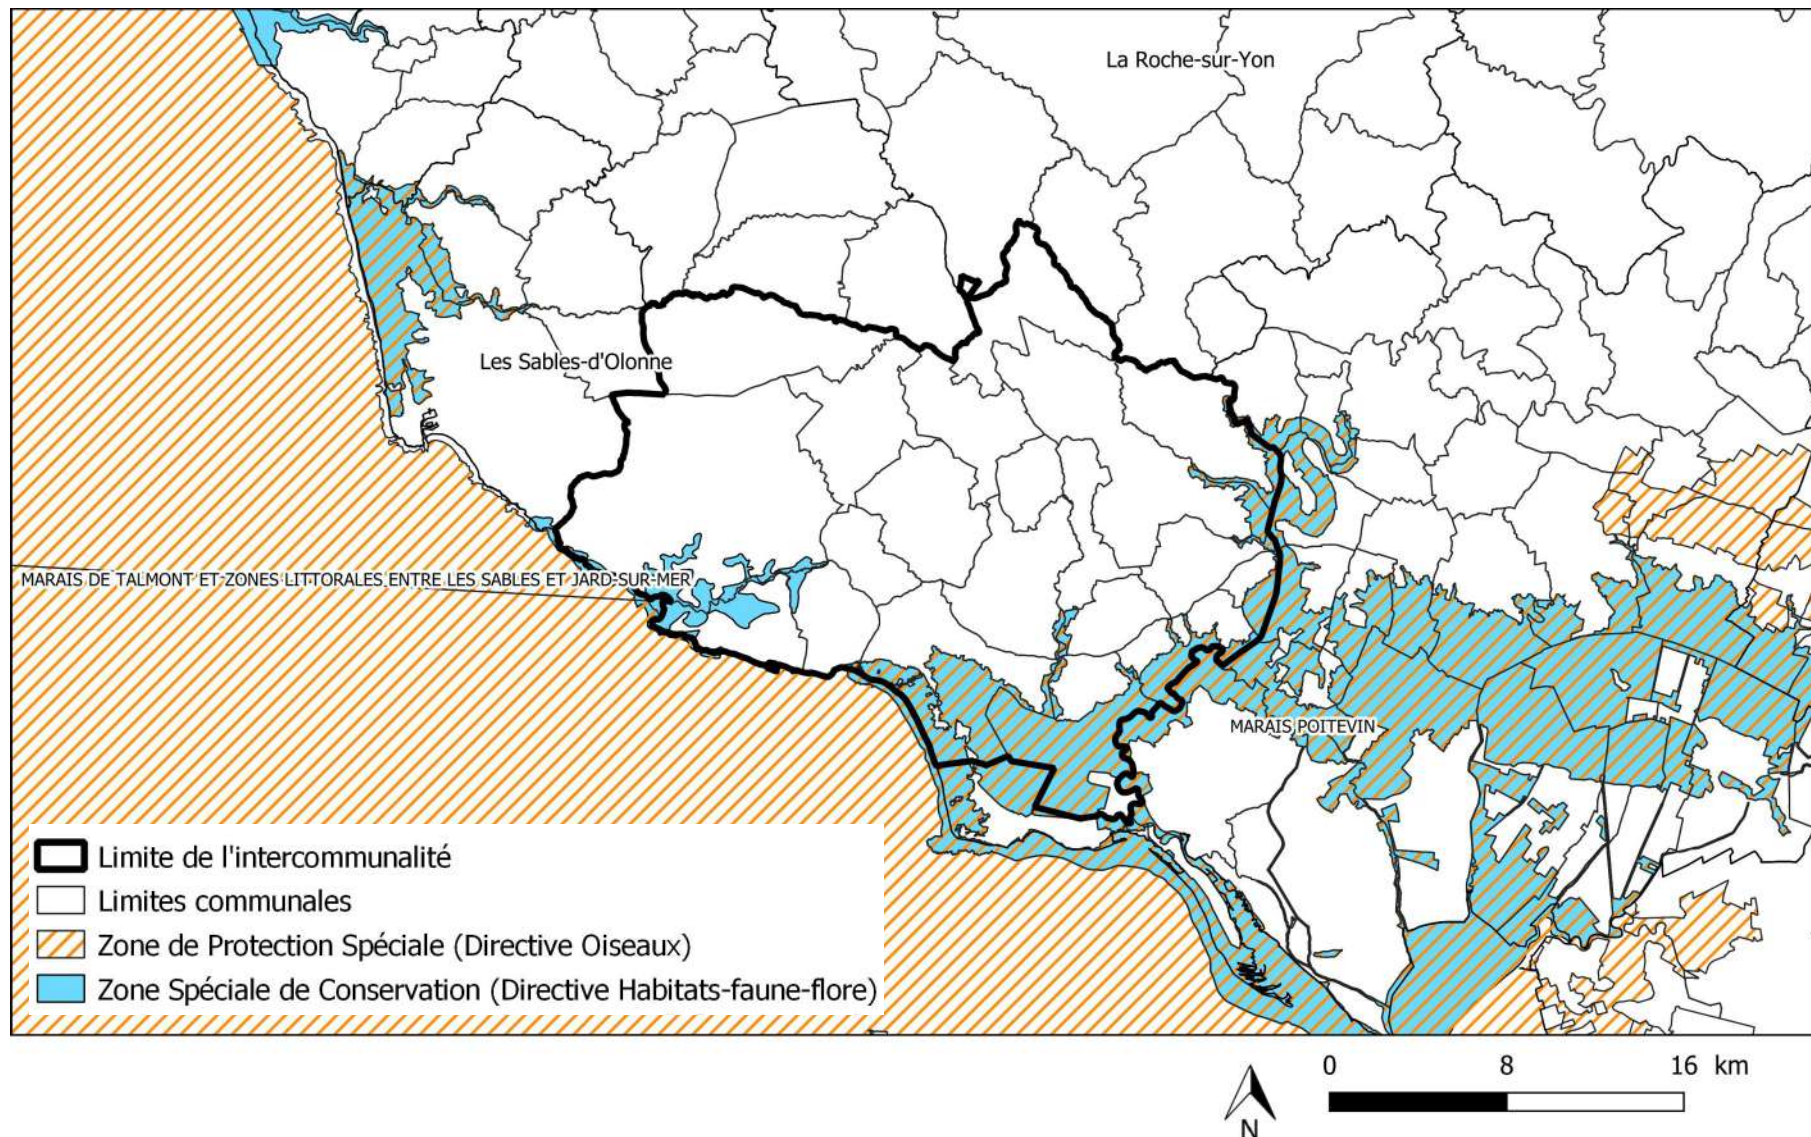 La Roche-sur-Yon
Les Sables-d'Olonne
MARAIS DE TALMONT ET ZONES LITTORALES ENTRE LES SABLES ET JARD-SUR-MER
MARAIS POITEVIN
Limite de l'intercommunalité
Limites communales
Zone de Protection Spéciale (Directive Oiseaux)
Zone Spéciale de Conservation (Directive Habitats-faune-flore)
0 8 16 km
N